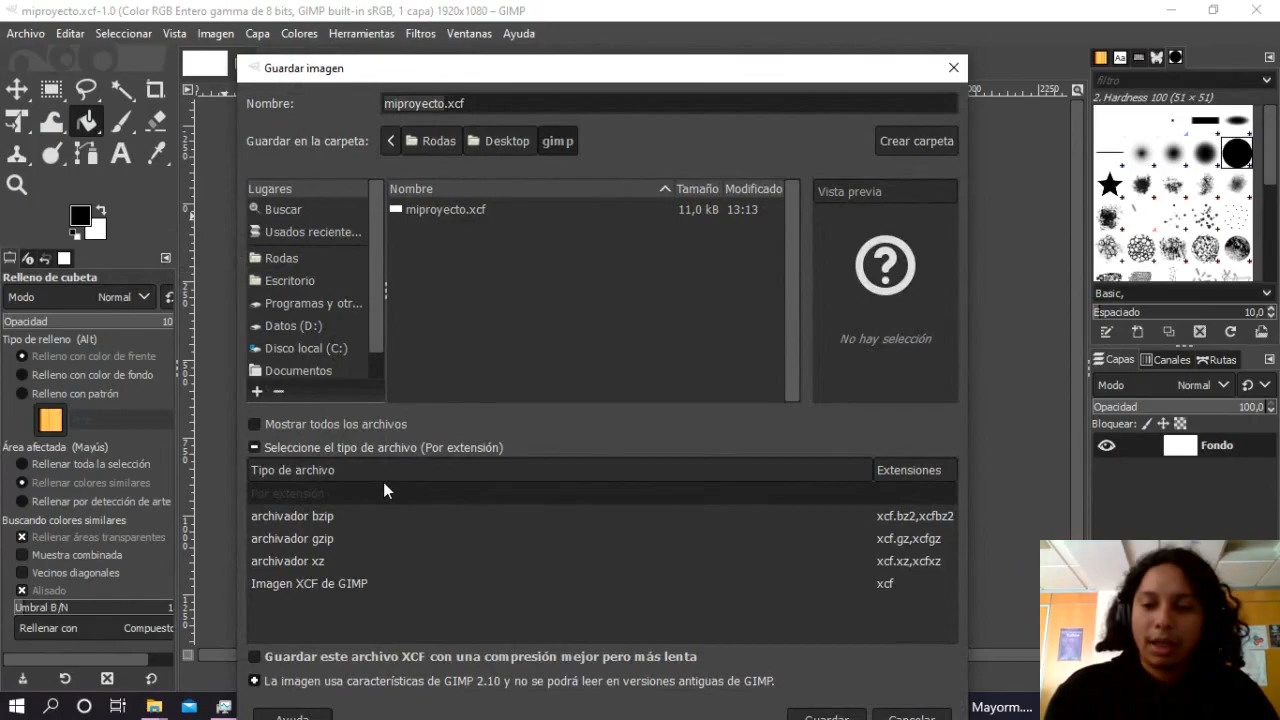 miproyecto.xcf-1.0 (Color RGB Entero gamma de 8 bits, GIMP built-in sRGB, 1 capa) 1920x1080 – GIMP
Archivo Editar Seleccionar Vista Imagen Capa Colores Herramientas Filtros Ventanas Ayuda
Guardar imagen
Nombre: miproyecto.xcf
Guardar en la carpeta: Rodas Desktop gimp Crear carpeta
Lugares
Buscar
Usados reciente...
Rodas
Escritorio
Programas y otr...
Datos (D:)
Disco local (C:)
Documentos
Nombre Tamaño Modificado
miproyecto.xcf 11,0 kB 13:13
Vista previa
No hay selección
Mostrar todos los archivos
Seleccione el tipo de archivo (Por extensión)
Tipo de archivo Extensiones
Por extensión
archivador bzip xcf.bz2,xcfbz2
archivador gzip xcf.gz,xcfgz
archivador xz xcf.xz,xcfxz
Imagen XCF de GIMP xcf
Guardar este archivo XCF con una compresión mejor pero más lenta
La imagen usa características de GIMP 2.10 y no se podrá leer en versiones antiguas de GIMP.
Ayuda Guardar Cancelar
Relleno de cubeta
Modo Normal
Opacidad 10
Tipo de relleno (Alt)
Relleno con color de frente
Relleno con color de fondo
Relleno con patrón
Área afectada (Mayús)
Rellenar toda la selección
Rellenar colores similares
Rellenar por detección de arte
Buscando colores similares
Rellenar áreas transparentes
Muestra combinada
Vecinos diagonales
Alisado
Umbral B/N 1
Rellenar con Compuesto
2250
Aa
filtro
2. Hardness 100 (51 × 51)
Basic,
Espaciado 10,0
Capas Canales Rutas
Modo Normal
Opacidad 100,0
Bloquear:
Fondo
Mayorm....